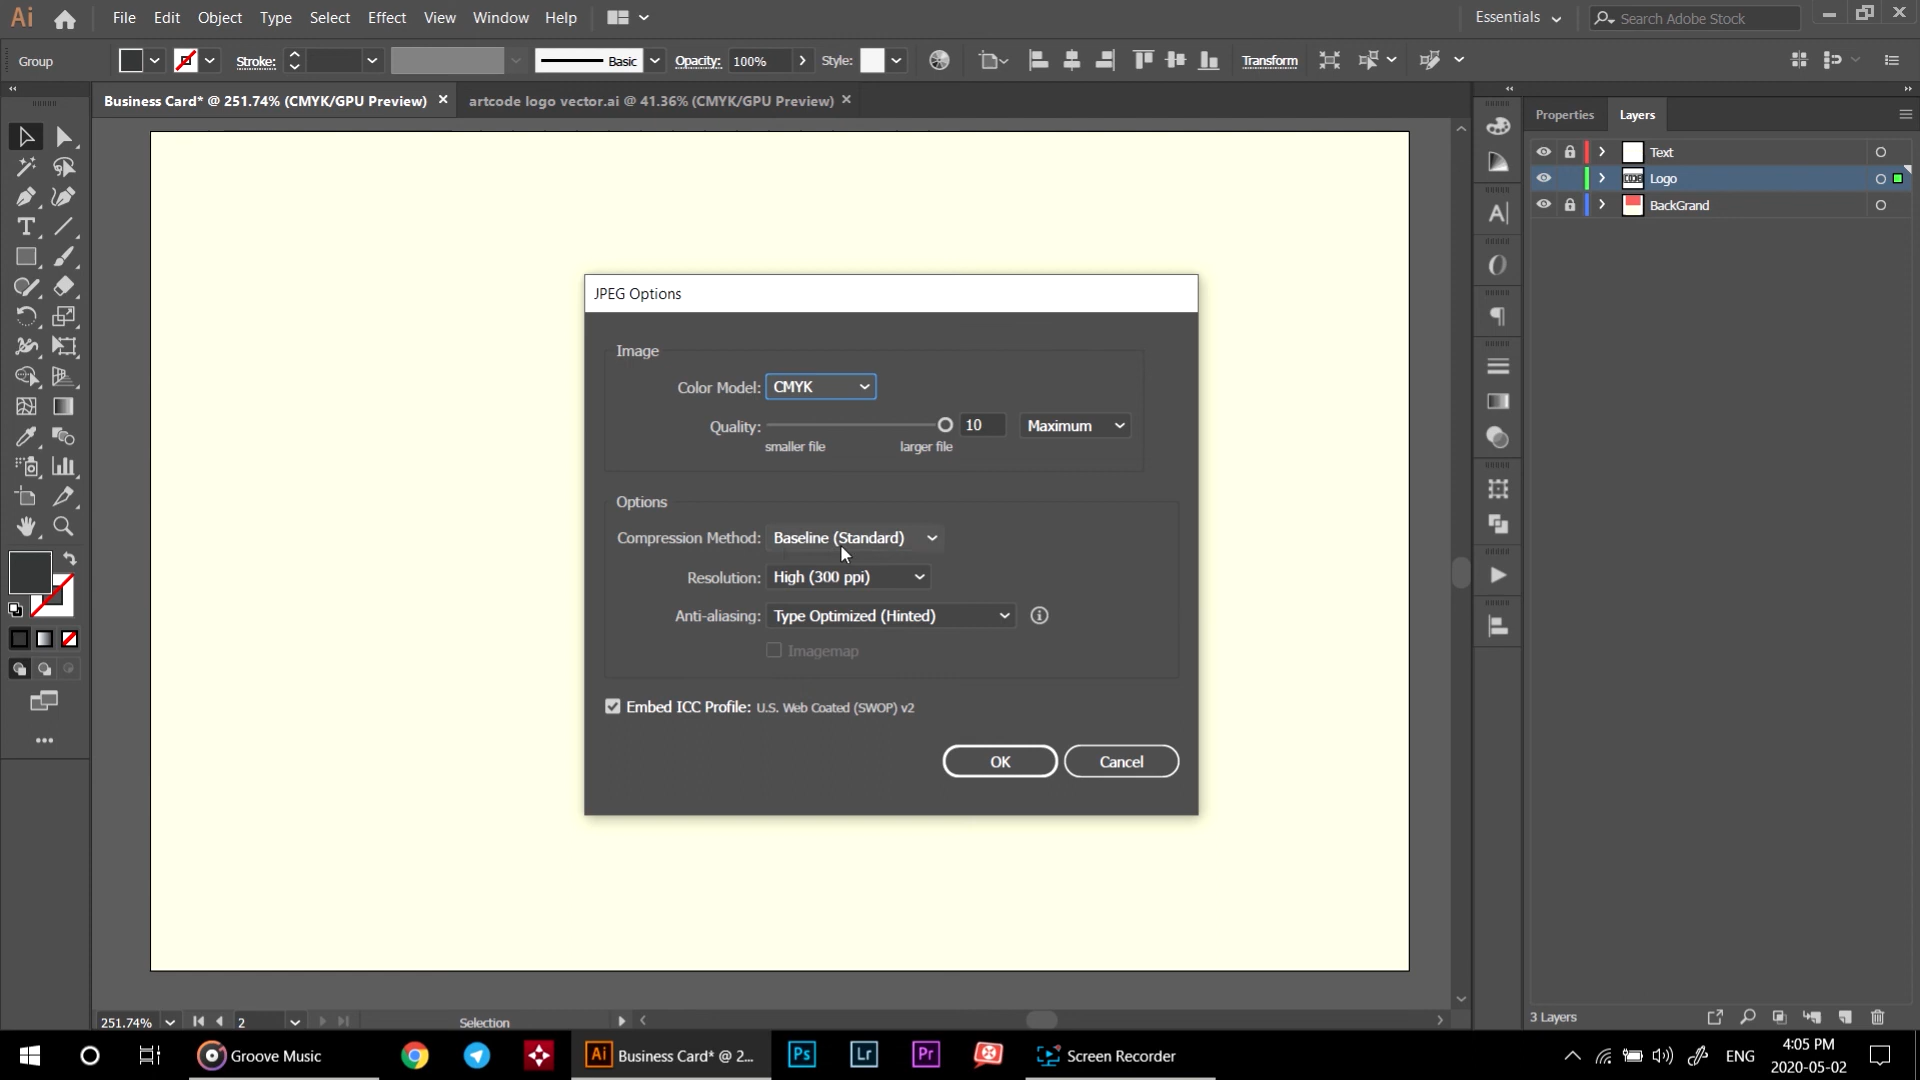 Ai File Edit Object Type Select Effect View Window Help Essentials Search Adobe Stock
Group Stroke: Basic Opacity: 100% Style: Transform
Business Card* @ 251.74% (CMYK/GPU Preview) × artcode logo vector.ai @ 41.36% (CMYK/GPU Preview) ×
Properties Layers
Text
Logo
BackGrand
JPEG Options
Image
Color Model: CMYK
Quality: 10 Maximum
smaller file larger file
Options
Compression Method: Baseline (Standard)
Resolution: High (300 ppi)
Anti-aliasing: Type Optimized (Hinted)
Imagemap
Embed ICC Profile: U.S. Web Coated (SWOP) v2
OK Cancel
251.74% 2 Selection
3 Layers
Groove Music Ai Business Card* @ 2... Ps Lr Pr Screen Recorder ENG
4:05 PM
2020-05-02